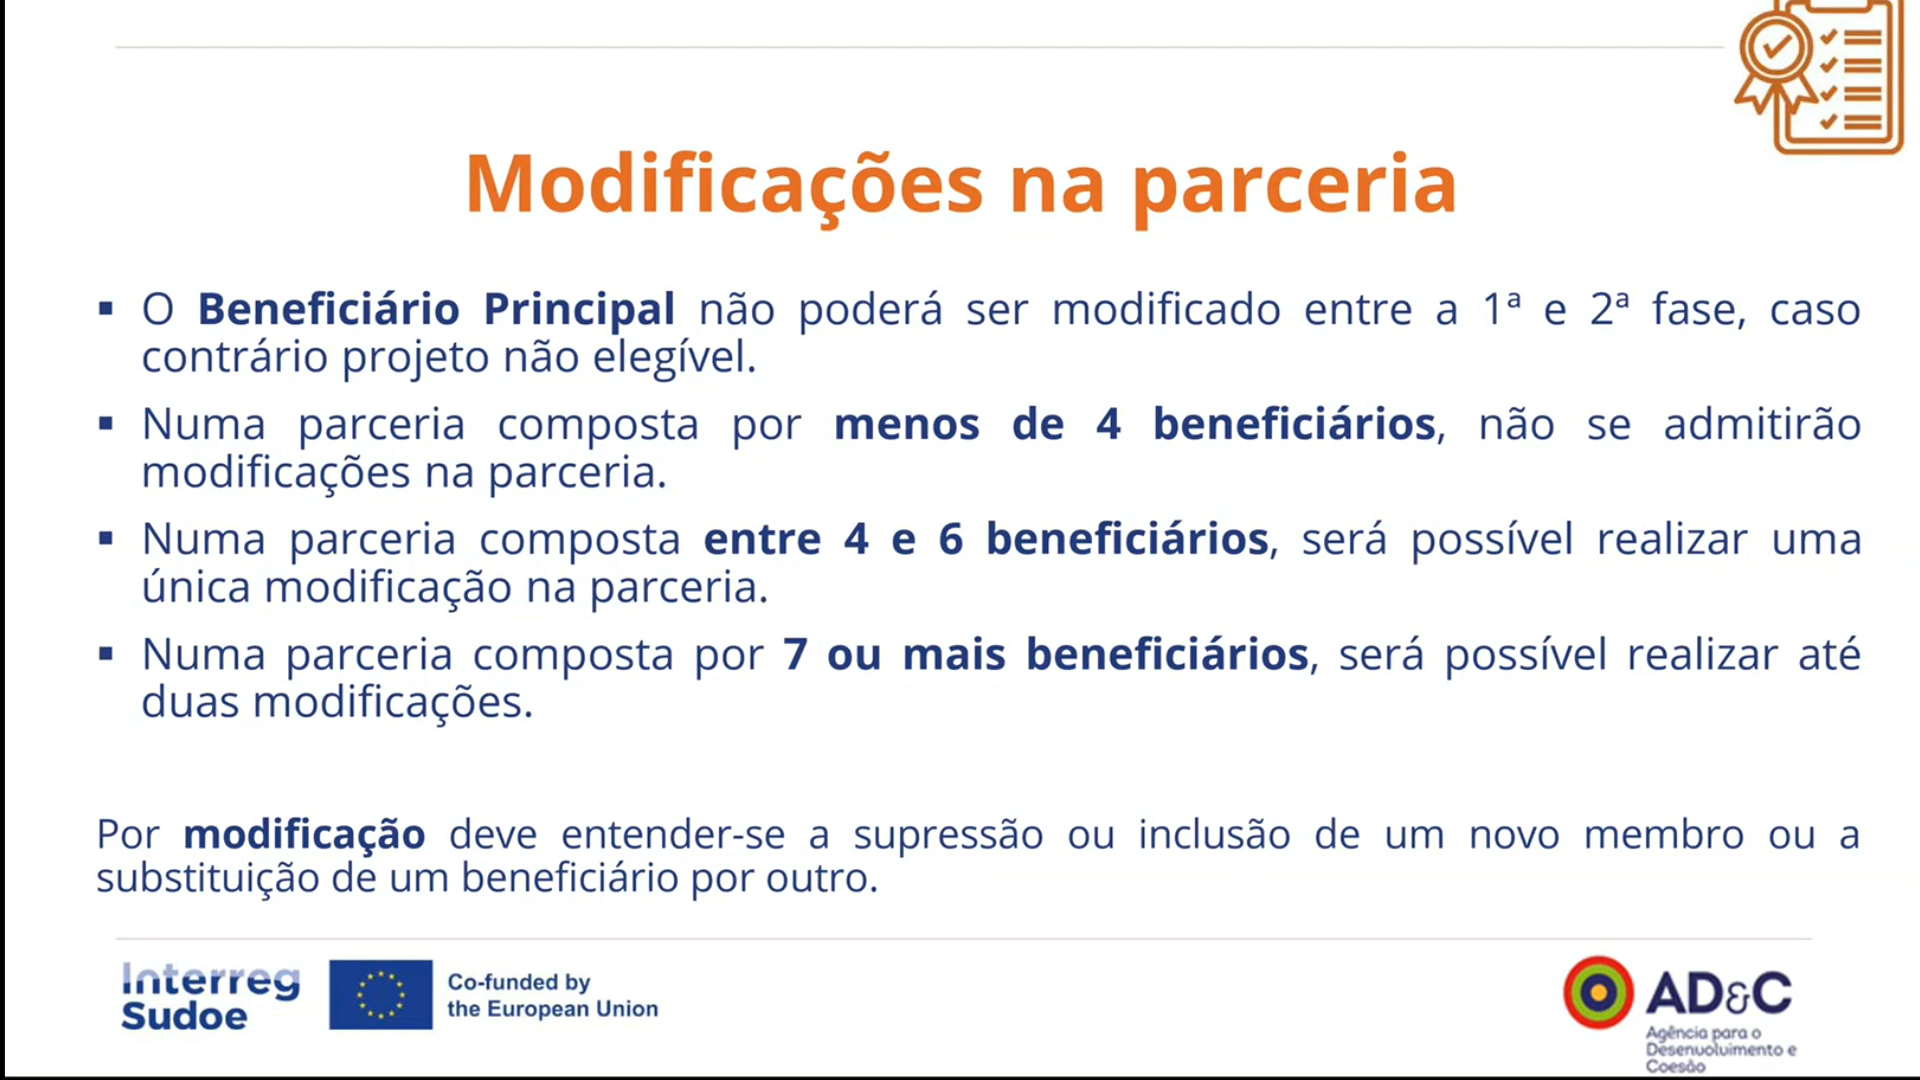 Modificações na parceria
▪ O Beneficiário Principal não poderá ser modificado entre a 1ª e 2ª fase, caso
contrário projeto não elegível.
▪ Numa parceria composta por menos de 4 beneficiários, não se admitirão
modificações na parceria.
▪ Numa parceria composta entre 4 e 6 beneficiários, será possível realizar uma
única modificação na parceria.
▪ Numa parceria composta por 7 ou mais beneficiários, será possível realizar até
duas modificações.
Por modificação deve entender-se a supressão ou inclusão de um novo membro ou a
substituição de um beneficiário por outro.
Interreg
Sudoe
Co-funded by
the European Union
AD&C
Agência para o
Desenvolvimento e
Coesão